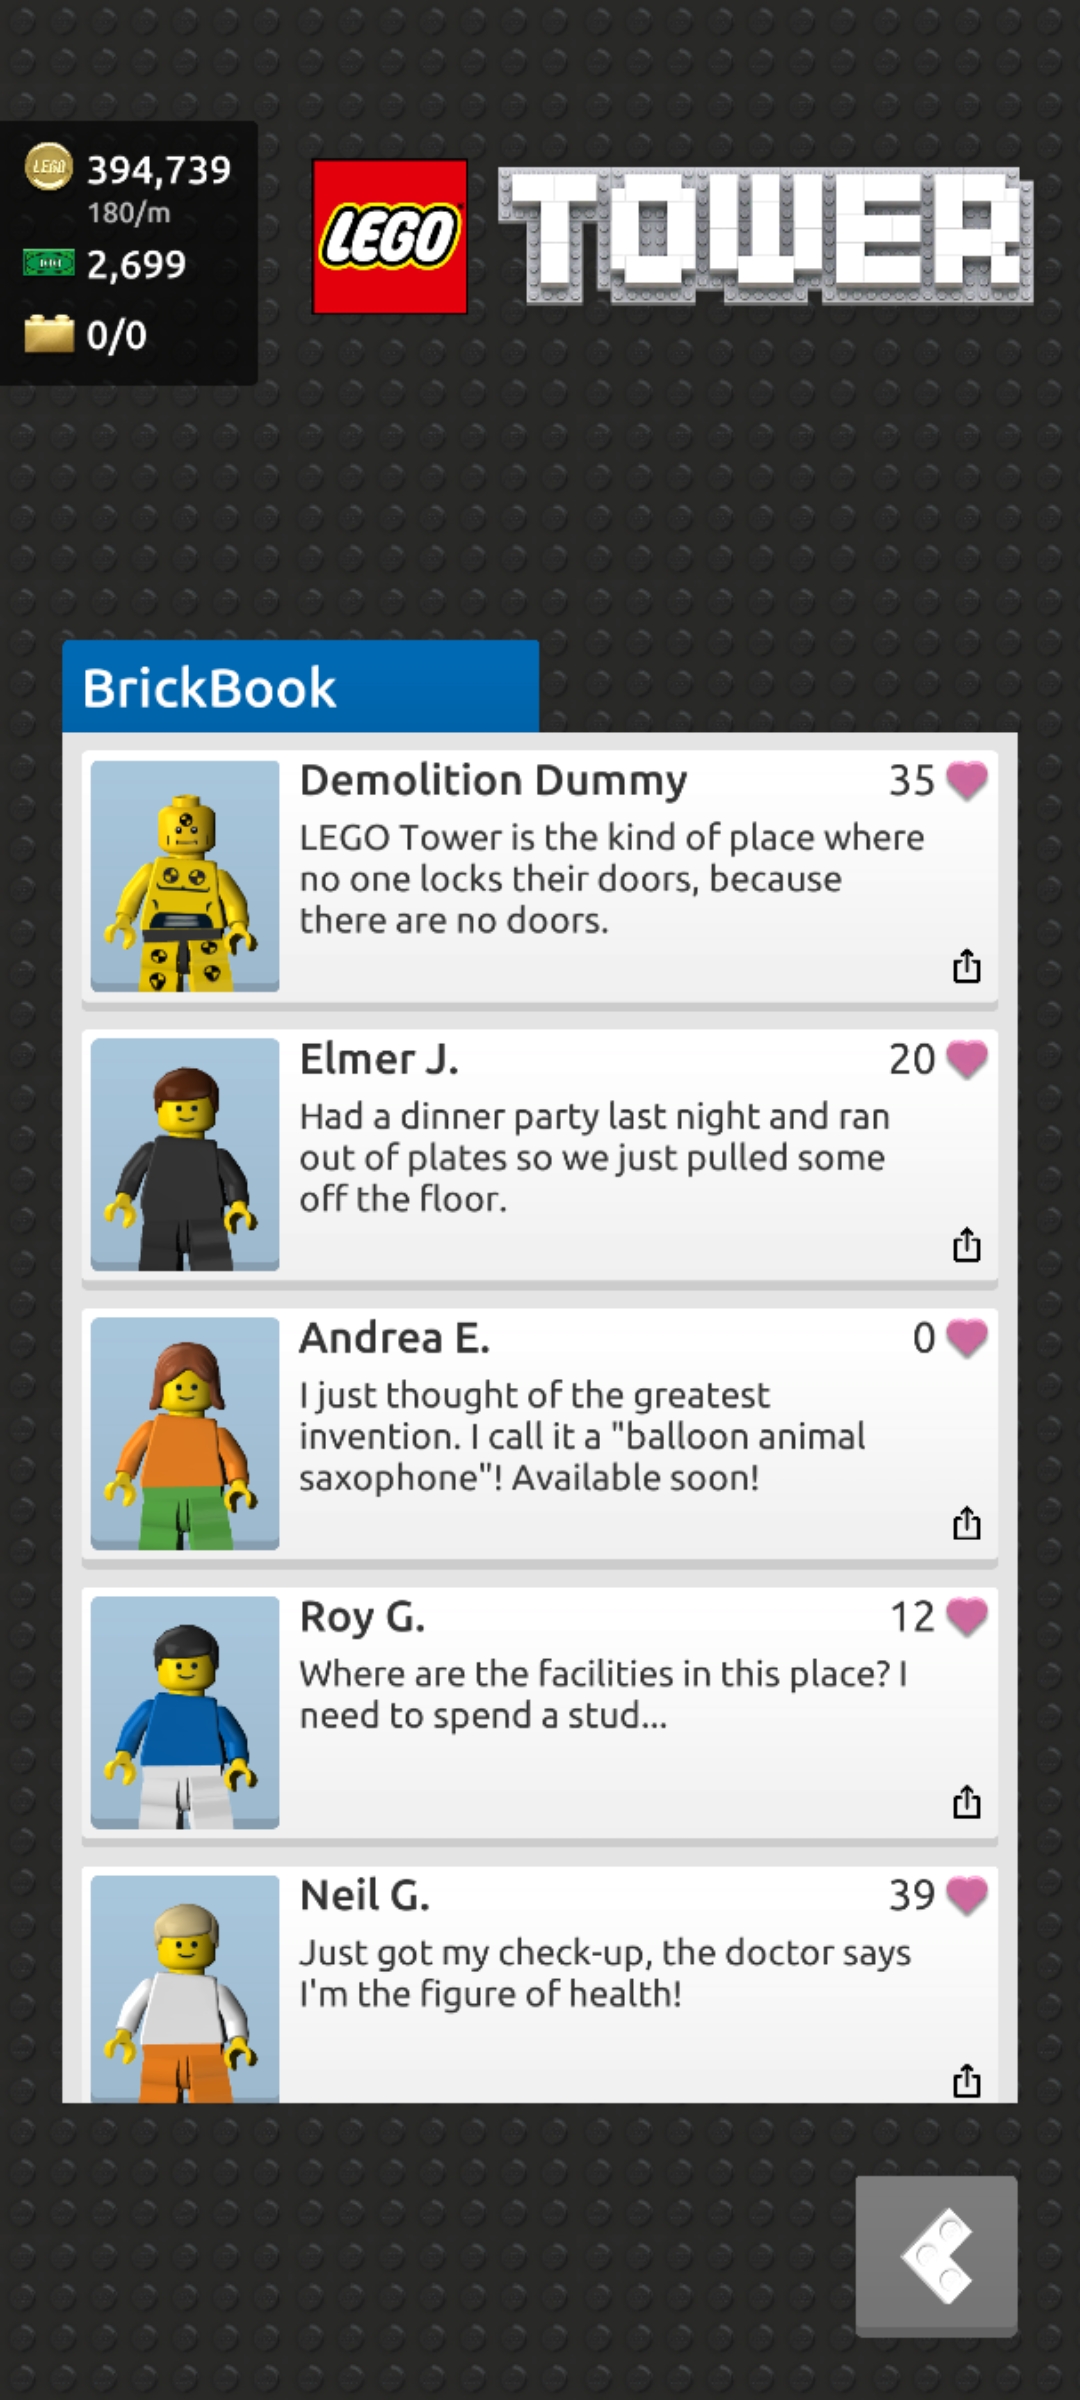 LEGO 394,739
180/m
2,699
0/0
LEGO TOWER
BrickBook
Demolition Dummy 35
LEGO Tower is the kind of place where
no one locks their doors, because
there are no doors.
Elmer J. 20
Had a dinner party last night and ran
out of plates so we just pulled some
off the floor.
Andrea E. 0
I just thought of the greatest
invention. I call it a "balloon animal
saxophone"! Available soon!
Roy G. 12
Where are the facilities in this place? I
need to spend a stud...
Neil G. 39
Just got my check-up, the doctor says
I'm the figure of health!